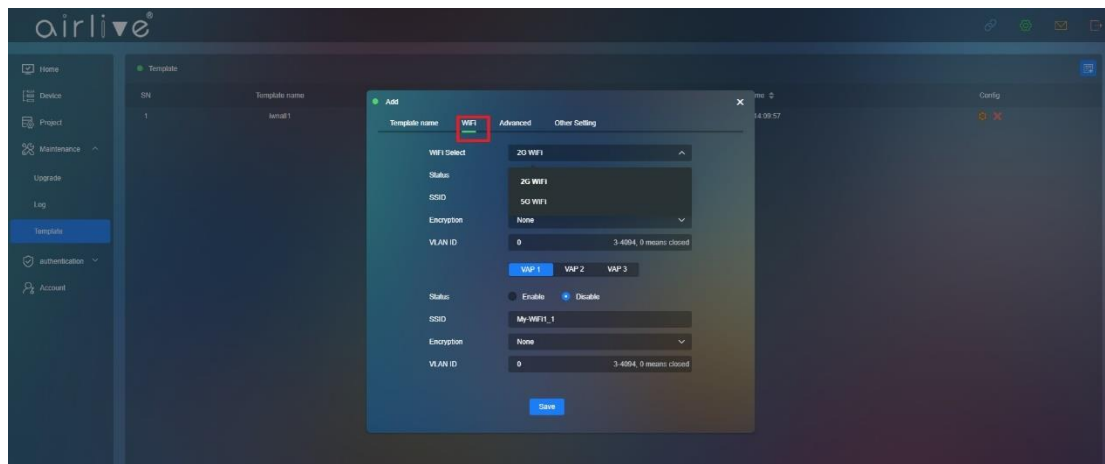 airlive®
Home
Template
Device
SN
Template name
Config
Project
1
14:09:57
Maintenance
Upgrade
Log
Template
authentication
Account
Add
Template name
WiFi
Advanced
Other Setting
WiFi Select
2G WiFi
Status
2G WiFi
SSID
5G WiFi
Encryption
None
VLAN ID
0
3-4094, 0 means closed
VAP 1
VAP 2
VAP 3
Status
Enable
Disable
SSID
My-WiFi1_1
Encryption
None
VLAN ID
0
3-4094, 0 means closed
Save